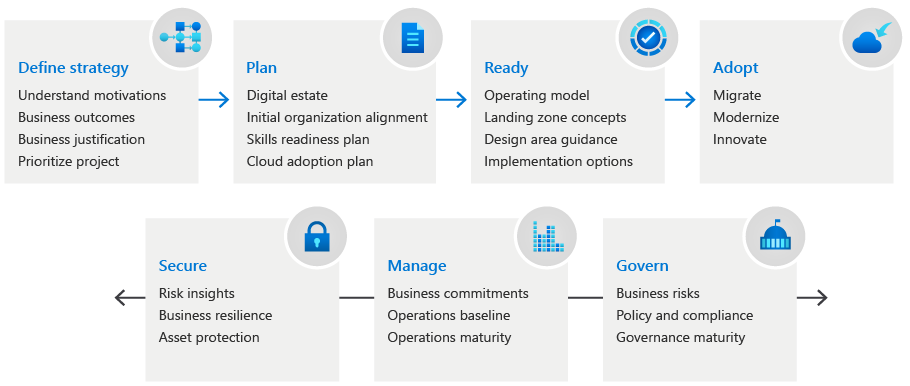 Define strategy
Understand motivations
Business outcomes
Business justification
Prioritize project
Plan
Digital estate
Initial organization alignment
Skills readiness plan
Cloud adoption plan
Ready
Operating model
Landing zone concepts
Design area guidance
Implementation options
Adopt
Migrate
Modernize
Innovate
Secure
Risk insights
Business resilience
Asset protection
Manage
Business commitments
Operations baseline
Operations maturity
Govern
Business risks
Policy and compliance
Governance maturity